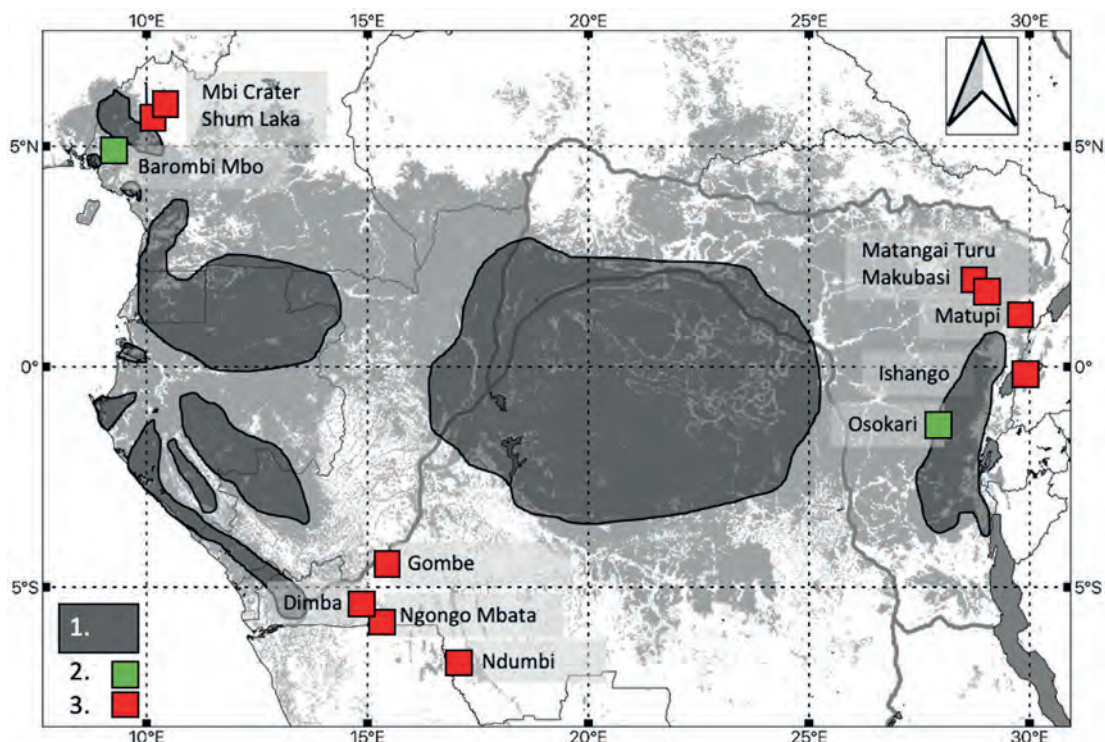 10°E 15°E 20°E 25°E 30°E
Mbi Crater
Shum Laka
5°N 5°N
Barombi Mbo
Matangai Turu
Makubasi
Matupi
0° 0°
Ishango
Osokari
Gombe
5°S 5°S
Dimba
Ngongo Mbata
Ndumbi
1.
2.
3.
10°E 15°E 20°E 25°E 30°E